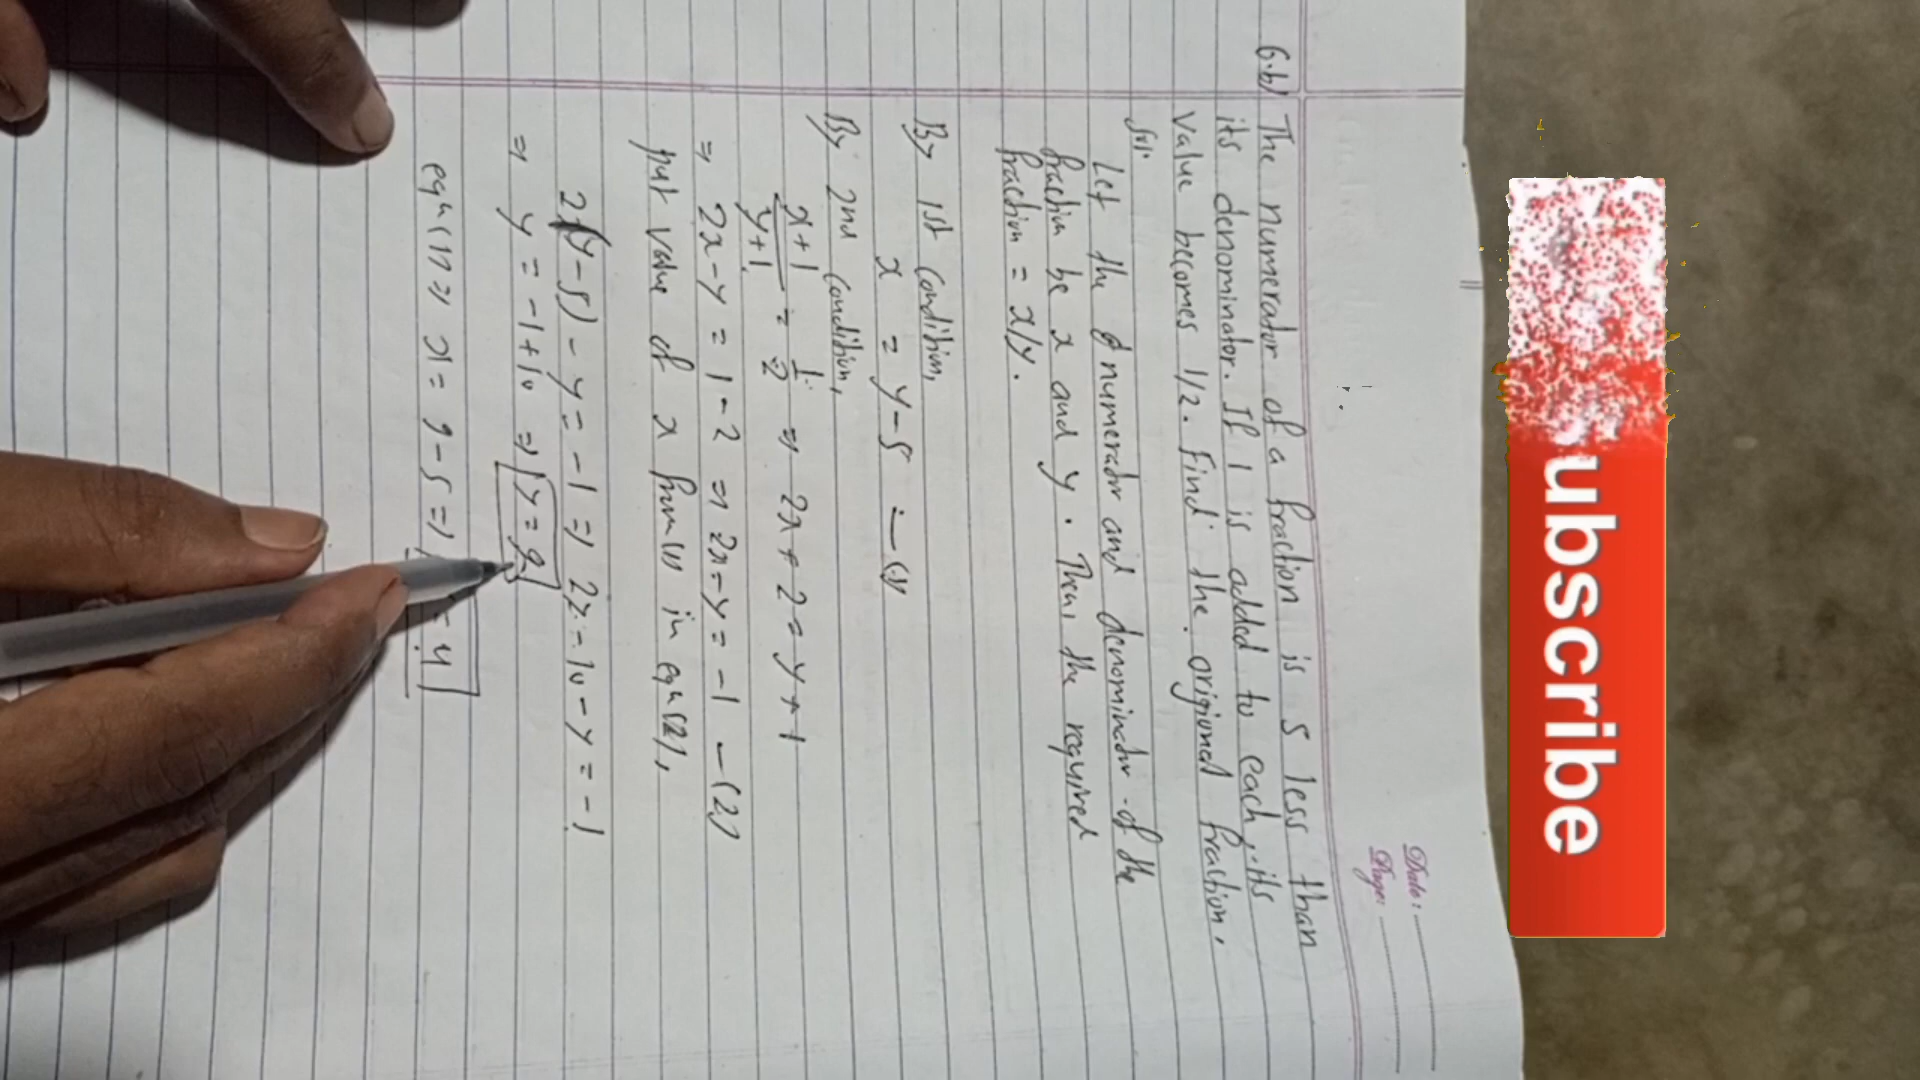 Date:
Page:
6.b) The numerator of a fraction is 5 less than
its denominator. If 1 is added to each, its
value becomes 1/2. Find the origional fraction.
Sol.
Let the numerator and denominator of the
fraction be x and y. Then, the required
fraction = x/y.
By 1st condition,
x = y-5 - (1)
By 2nd condition,
x+1/y+1 = 1/2 ⇒ 2x+2=y+1
⇒ 2x-y=1-2 ⇒ 2x-y=-1 -(2)
put value of x from (1) in eqn (2),
2(y-5)-y=-1 ⇒ 2y-10-y=-1
⇒ y=-1+10 ⇒ y=9
eqn (1) ⇒ x=9-5 ⇒ =4
ubscribe